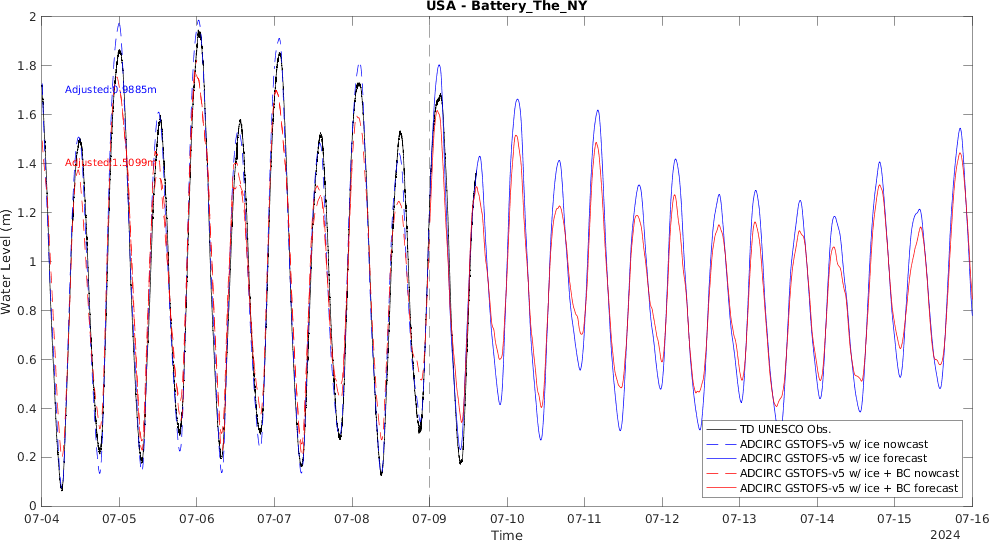 USA - Battery_The_NY
2
1.8
1.6
1.4
1.2
1
0.8
0.6
0.4
0.2
0
Water Level (m)
Adjusted:0.9885m
Adjusted:1.5099m
TD UNESCO Obs.
ADCIRC GSTOFS-v5 w/ ice nowcast
ADCIRC GSTOFS-v5 w/ ice forecast
ADCIRC GSTOFS-v5 w/ ice + BC nowcast
ADCIRC GSTOFS-v5 w/ ice + BC forecast
07-04 07-05 07-06 07-07 07-08 07-09 07-10 07-11 07-12 07-13 07-14 07-15 07-16
Time
2024